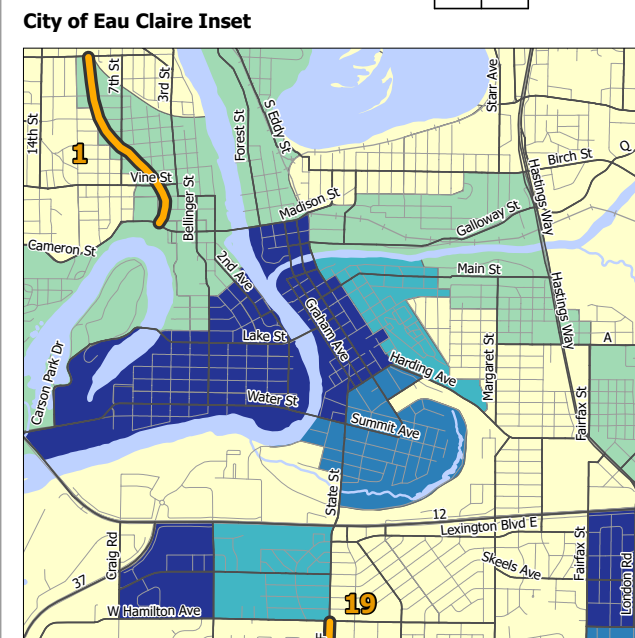 City of Eau Claire Inset
14th St
7th St
3rd St
Forest St
S Eddy St
Starr Ave
1
Vine St
Bellinger St
Madison St
Birch St
Q
Hastings Way
Galloway St
Cameron St
2nd Ave
Main St
Hastings Way
Graham Ave
Lake St
A
Carson Park Dr
Harding Ave
Margaret St
Water St
Summit Ave
Fairfax St
State St
12
Lexington Blvd E
Craig Rd
37
Skeels Ave
Fairfax St
London Rd
W Hamilton Ave
19